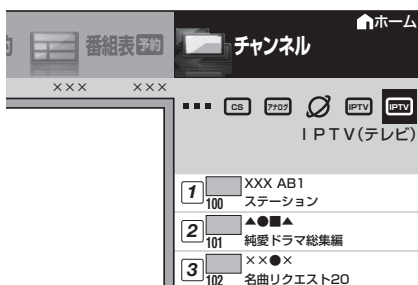 ホーム
番組表 予約
チャンネル
××× ×××
CS アナログ IPTV IPTV
IPTV(テレビ)
1 100 XXX AB1
ステーション
2 101 ▲●■▲
純愛ドラマ総集編
3 102 ××●×
名曲リクエスト20